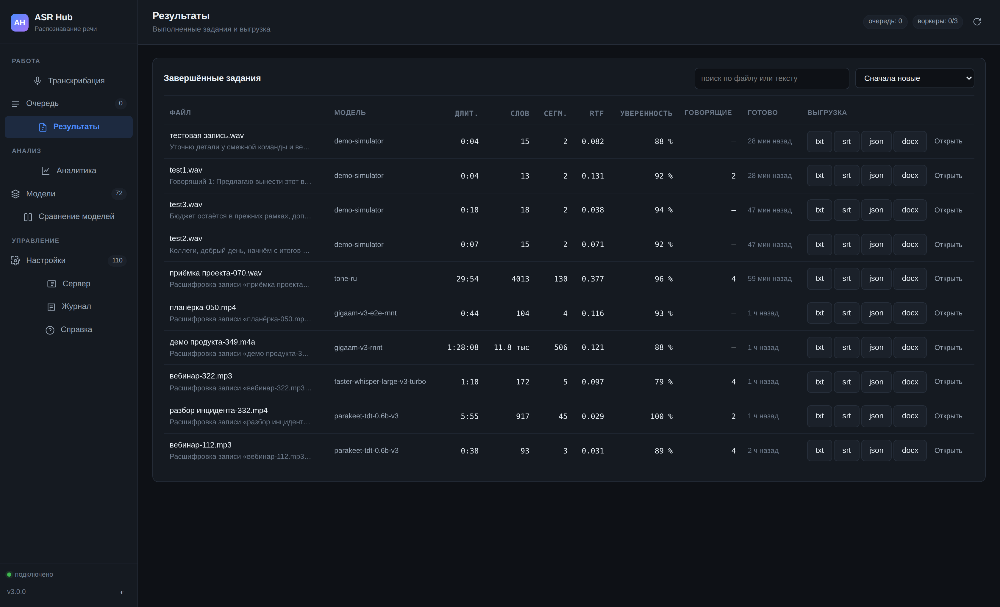 AH
ASR Hub
Распознавание речи
РАБОТА
Транскрибация
Очередь 0
Результаты
АНАЛИЗ
Аналитика
Модели 72
Сравнение моделей
УПРАВЛЕНИЕ
Настройки 110
Сервер
Журнал
Справка
подключено
v3.0.0
Результаты
Выполненные задания и выгрузка
очередь: 0 воркеры: 0/3
Завершённые задания
поиск по файлу или тексту
Сначала новые
ФАЙЛ МОДЕЛЬ ДЛИТ. СЛОВ СЕГМ. RTF УВЕРЕННОСТЬ ГОВОРЯЩИЕ ГОТОВО ВЫГРУЗКА
тестовая запись.wav
Уточню детали у смежной команды и ве…
demo-simulator 0:04 15 2 0.082 88 % — 28 мин назад txt srt json docx Открыть
test1.wav
Говорящий 1: Предлагаю вынести этот в…
demo-simulator 0:04 13 2 0.131 92 % 2 28 мин назад txt srt json docx Открыть
test3.wav
Бюджет остаётся в прежних рамках, доп…
demo-simulator 0:10 18 2 0.038 94 % — 47 мин назад txt srt json docx Открыть
test2.wav
Коллеги, добрый день, начнём с итогов …
demo-simulator 0:07 15 2 0.071 92 % — 47 мин назад txt srt json docx Открыть
приёмка проекта-070.wav
Расшифровка записи «приёмка проекта…
tone-ru 29:54 4013 130 0.377 96 % 4 59 мин назад txt srt json docx Открыть
планёрка-050.mp4
Расшифровка записи «планёрка-050.mp…
gigaam-v3-e2e-rnnt 0:44 104 4 0.116 93 % — 1 ч назад txt srt json docx Открыть
демо продукта-349.m4a
Расшифровка записи «демо продукта-3…
gigaam-v3-rnnt 1:28:08 11.8 тыс 506 0.121 88 % — 1 ч назад txt srt json docx Открыть
вебинар-322.mp3
Расшифровка записи «вебинар-322.mp3…
faster-whisper-large-v3-turbo 1:10 172 5 0.097 79 % 4 1 ч назад txt srt json docx Открыть
разбор инцидента-332.mp4
Расшифровка записи «разбор инцидент…
parakeet-tdt-0.6b-v3 5:55 917 45 0.029 100 % 2 1 ч назад txt srt json docx Открыть
вебинар-112.mp3
Расшифровка записи «вебинар-112.mp3…
parakeet-tdt-0.6b-v3 0:38 93 3 0.031 89 % 4 2 ч назад txt srt json docx Открыть